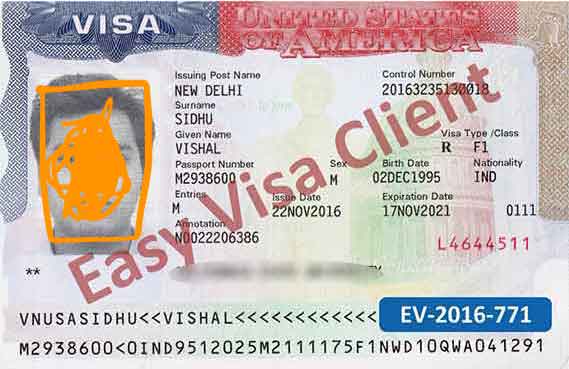 VISA
UNITED STATES OF AMERICA
Issuing Post Name
NEW DELHI
Control Number
20163235130018
Surname
SIDHU
Given Name
VISHAL
Visa Type /Class
R F1
Passport Number
M2938600
Sex
M
Birth Date
02DEC1995
Nationality
IND
Entries
M
Issue Date
22NOV2016
Expiration Date
17NOV2021
0111
Annotation
N0022206386
L4644511
**
Easy Visa Client
VNUSASIDHU<<VISHAL<<<<<<<<<<<<
EV-2016-771
M2938600<0IND9512025M2111175F1NWD10QWA041291